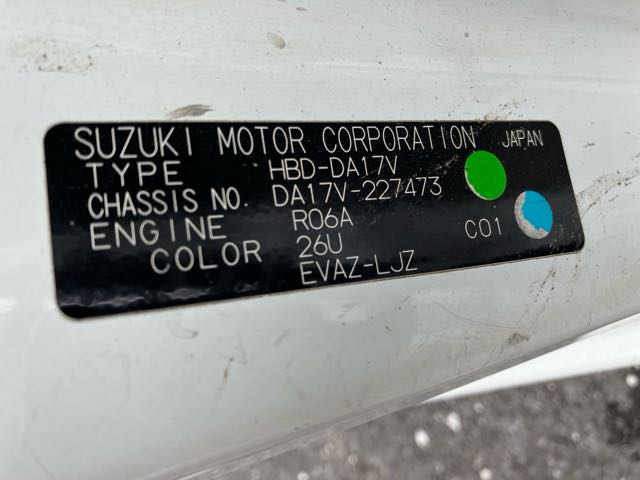 SUZUKI MOTOR CORPORATION JAPAN
TYPE HBD-DA17V
CHASSIS NO. DA17V-227473
ENGINE R06A C01
COLOR 26U
EVAZ-LJZ